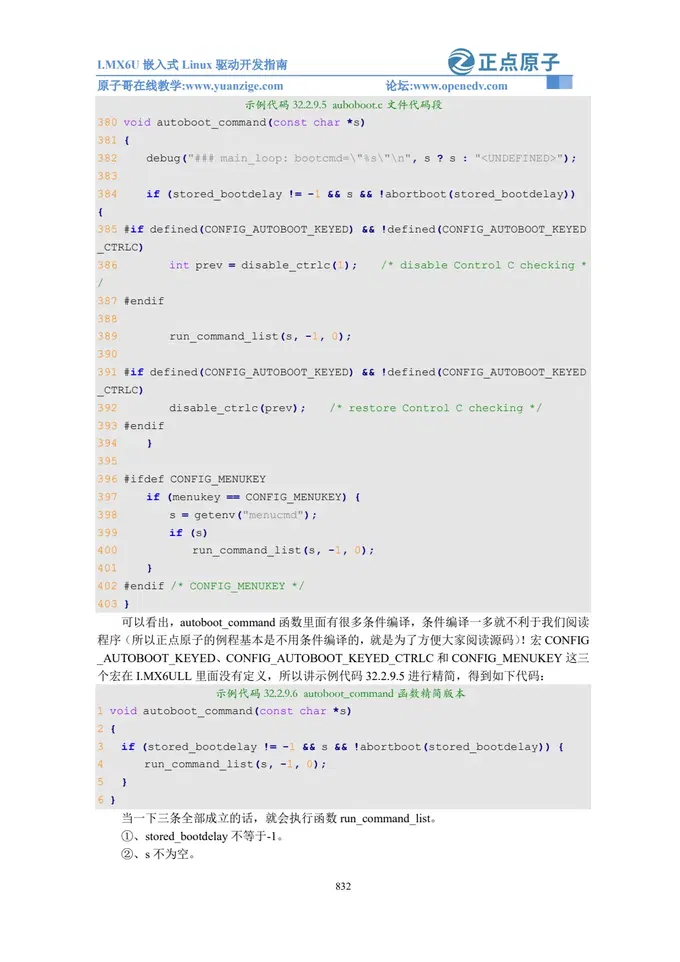 I.MX6U 嵌入式 Linux 驱动开发指南
正点原子
原子哥在线教学:www.yuanzige.com 论坛:www.openedv.com
示例代码 32.2.9.5 auboboot.c 文件代码段
380 void autoboot_command(const char *s)
381 {
382 debug("### main_loop: bootcmd=\"%s\"\n", s ? s : "<UNDEFINED>");
383
384 if (stored_bootdelay != -1 && s && !abortboot(stored_bootdelay))
{
385 #if defined(CONFIG_AUTOBOOT_KEYED) && !defined(CONFIG_AUTOBOOT_KEYED
_CTRLC)
386 int prev = disable_ctrlc(1); /* disable Control C checking *
/
387 #endif
388
389 run_command_list(s, -1, 0);
390
391 #if defined(CONFIG_AUTOBOOT_KEYED) && !defined(CONFIG_AUTOBOOT_KEYED
_CTRLC)
392 disable_ctrlc(prev); /* restore Control C checking */
393 #endif
394 }
395
396 #ifdef CONFIG_MENUKEY
397 if (menukey == CONFIG_MENUKEY) {
398 s = getenv("menucmd");
399 if (s)
400 run_command_list(s, -1, 0);
401 }
402 #endif /* CONFIG_MENUKEY */
403 }
可以看出，autoboot_command 函数里面有很多条件编译，条件编译一多就不利于我们阅读
程序（所以正点原子的例程基本是不用条件编译的，就是为了方便大家阅读源码）！宏 CONFIG
_AUTOBOOT_KEYED、CONFIG_AUTOBOOT_KEYED_CTRLC 和 CONFIG_MENUKEY 这三
个宏在 I.MX6ULL 里面没有定义，所以讲示例代码 32.2.9.5 进行精简，得到如下代码：
示例代码 32.2.9.6 autoboot_command 函数精简版本
1 void autoboot_command(const char *s)
2 {
3 if (stored_bootdelay != -1 && s && !abortboot(stored_bootdelay)) {
4 run_command_list(s, -1, 0);
5 }
6 }
当一下三条全部成立的话，就会执行函数 run_command_list。
①、stored_bootdelay 不等于-1。
②、s 不为空。
832